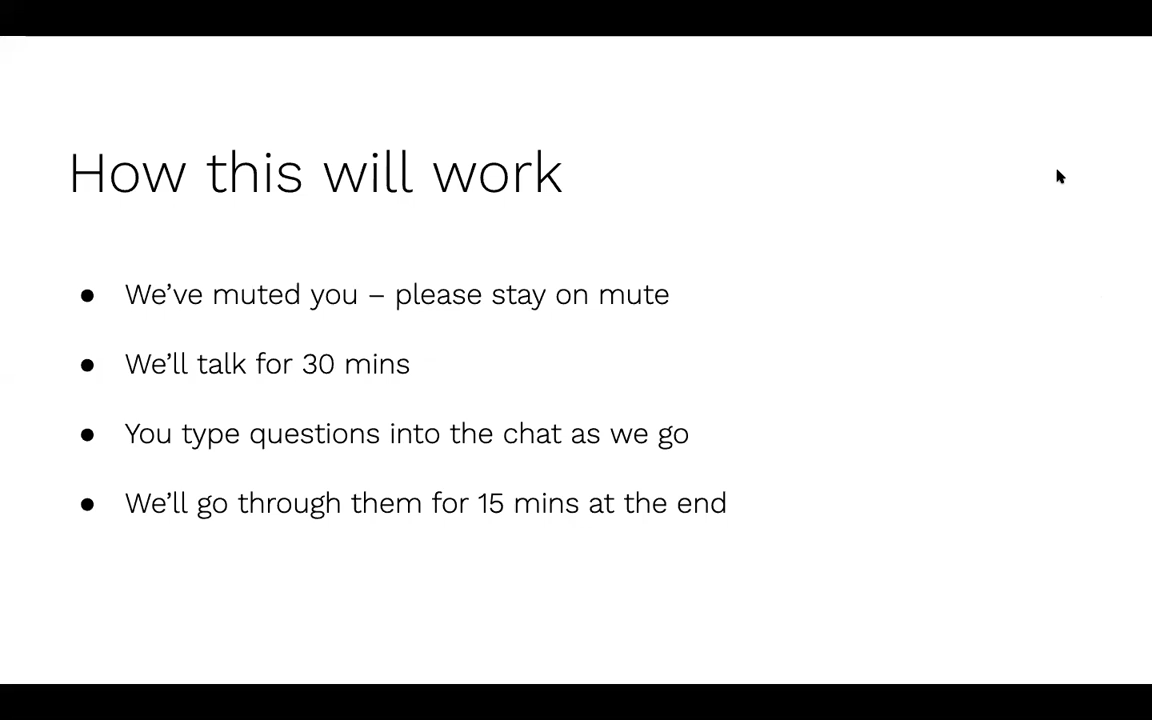 How this will work
● We’ve muted you – please stay on mute
● We’ll talk for 30 mins
● You type questions into the chat as we go
● We’ll go through them for 15 mins at the end